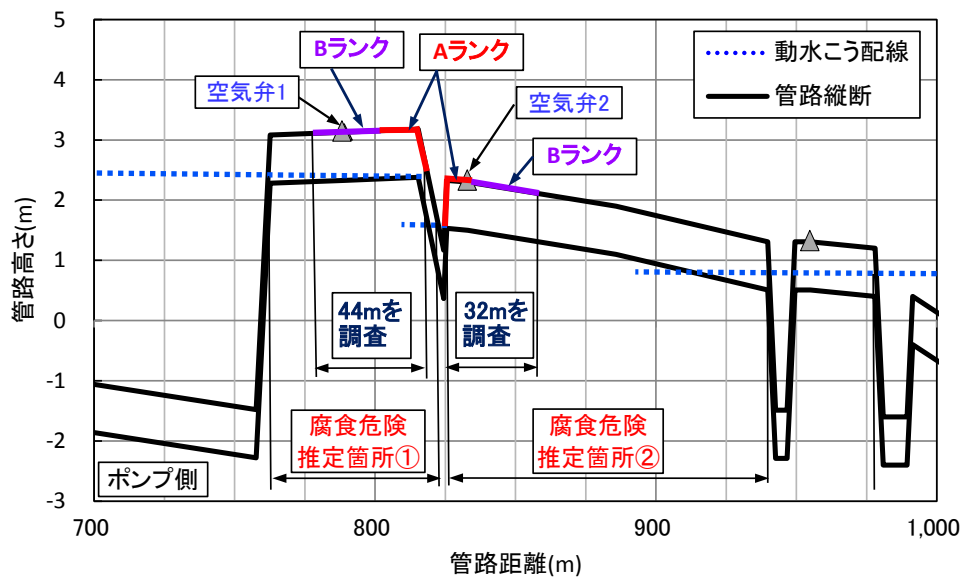 5
4
3
2
1
0
-1
-2
-3
管路高さ(m)
Bランク
Aランク
動水こう配線
管路縦断
空気弁1
空気弁2
Bランク
44mを
調査
32mを
調査
腐食危険
推定箇所①
腐食危険
推定箇所②
ポンプ側
700
800
900
1,000
管路距離(m)